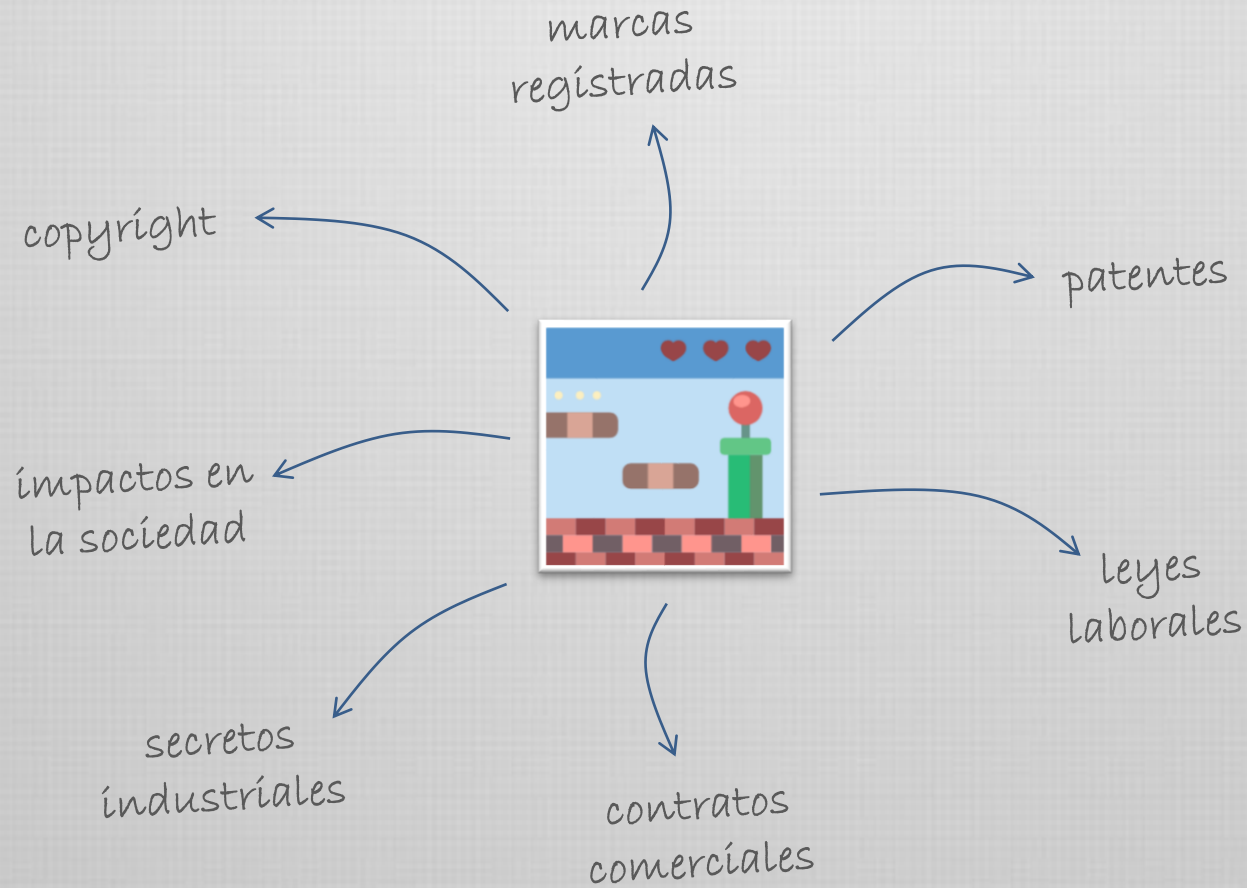 marcas
registradas
copyright
patentes
impactos en
la sociedad
leyes
laborales
secretos
industriales
contratos
comerciales